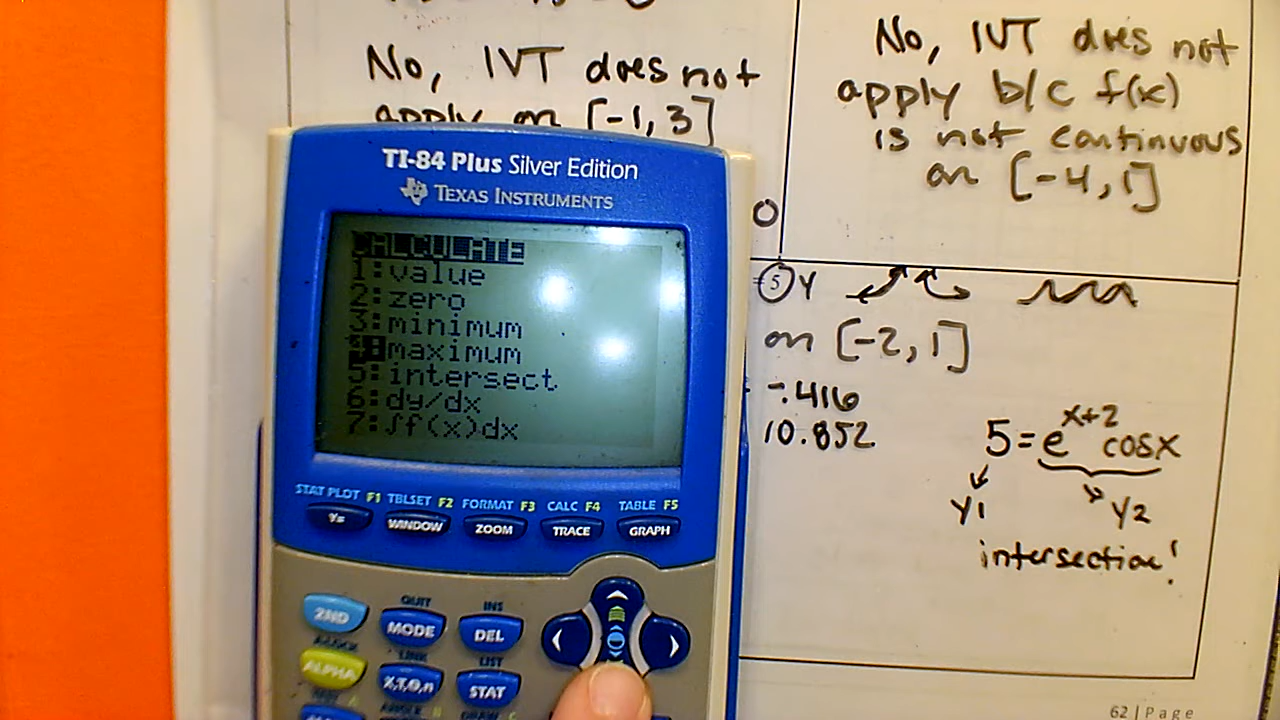 No, IVT does not
apply on [-1,3]
No, IVT does not
apply b/c f(x)
is not continuous
on [-4,1]
TI-84 Plus Silver Edition
TEXAS INSTRUMENTS
CALCULATE
1:value
2:zero
3:minimum
4:maximum
5:intersect
6:dy/dx
7:∫f(x)dx
STAT PLOT F1 TBLSET F2 FORMAT F3 CALC F4 TABLE F5
Y= WINDOW ZOOM TRACE GRAPH
QUIT INS
2ND MODE DEL
LINK LIST
ALPHA X,T,θ,n STAT
5 Y
on [-2,1]
-.416
10.852
5=e^{x+2} cosx
Y1 Y2
intersection!
62 | Page